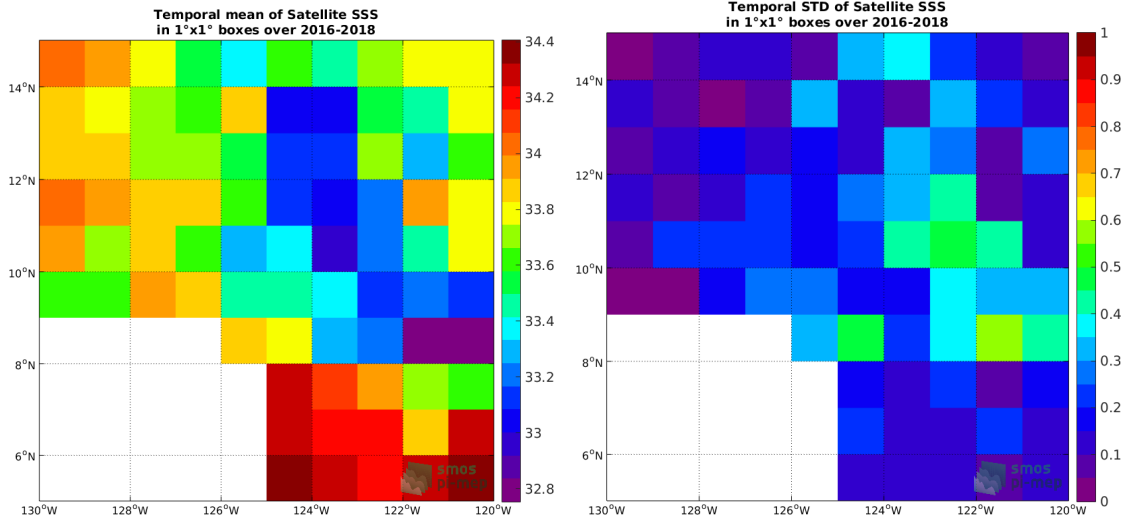 Temporal mean of Satellite SSS
in 1°x1° boxes over 2016-2018
14°N
12°N
10°N
8°N
6°N
130°W
128°W
126°W
124°W
122°W
120°W
34.4
34.2
34
33.8
33.6
33.4
33.2
33
32.8
smos
pi-mep
Temporal STD of Satellite SSS
in 1°x1° boxes over 2016-2018
14°N
12°N
10°N
8°N
6°N
130°W
128°W
126°W
124°W
122°W
120°W
1
0.9
0.8
0.7
0.6
0.5
0.4
0.3
0.2
0.1
0
smos
pi-mep